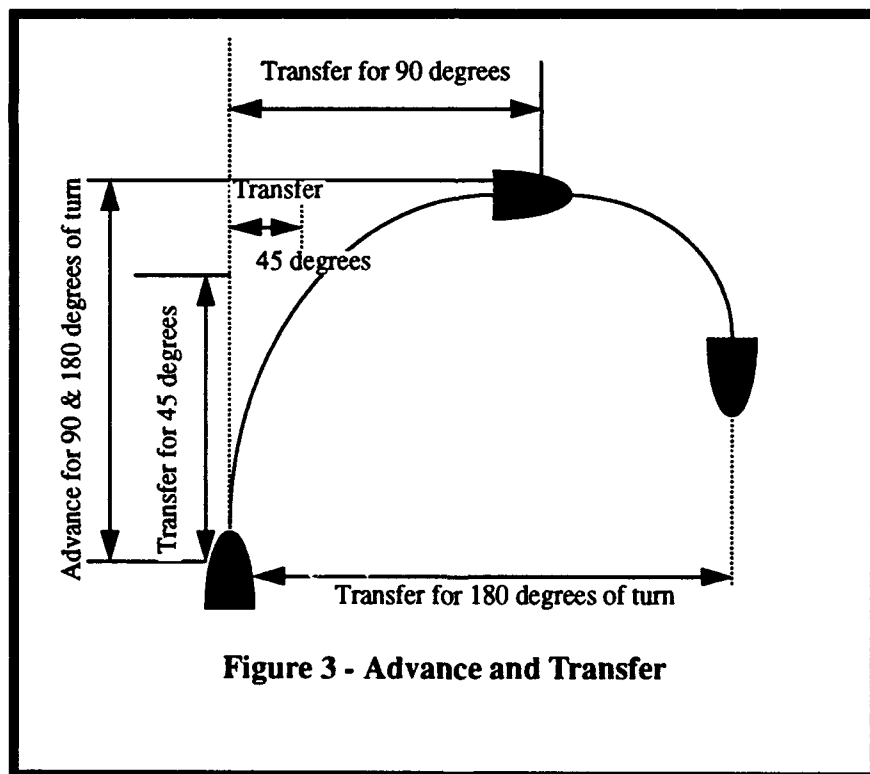 Transfer for 90 degrees
Transfer
45 degrees
Advance for 90 & 180 degrees of turn
Transfer for 45 degrees
Transfer for 180 degrees of turn
Figure 3 - Advance and Transfer